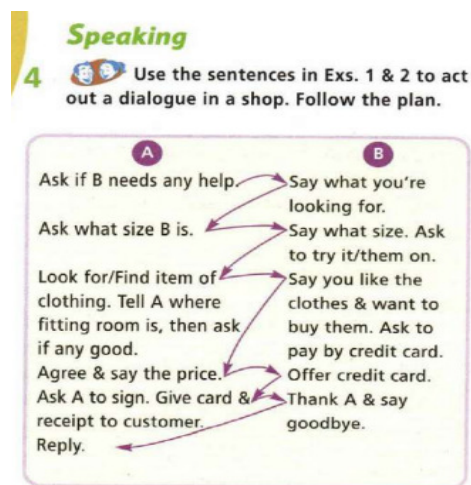 Speaking
4 Use the sentences in Exs. 1 & 2 to act
out a dialogue in a shop. Follow the plan.
A
Ask if B needs any help.
Ask what size B is.
Look for/Find item of
clothing. Tell A where
fitting room is, then ask
if any good.
Agree & say the price.
Ask A to sign. Give card &
receipt to customer.
Reply.
B
Say what you're
looking for.
Say what size. Ask
to try it/them on.
Say you like the
clothes & want to
buy them. Ask to
pay by credit card.
Offer credit card.
Thank A & say
goodbye.